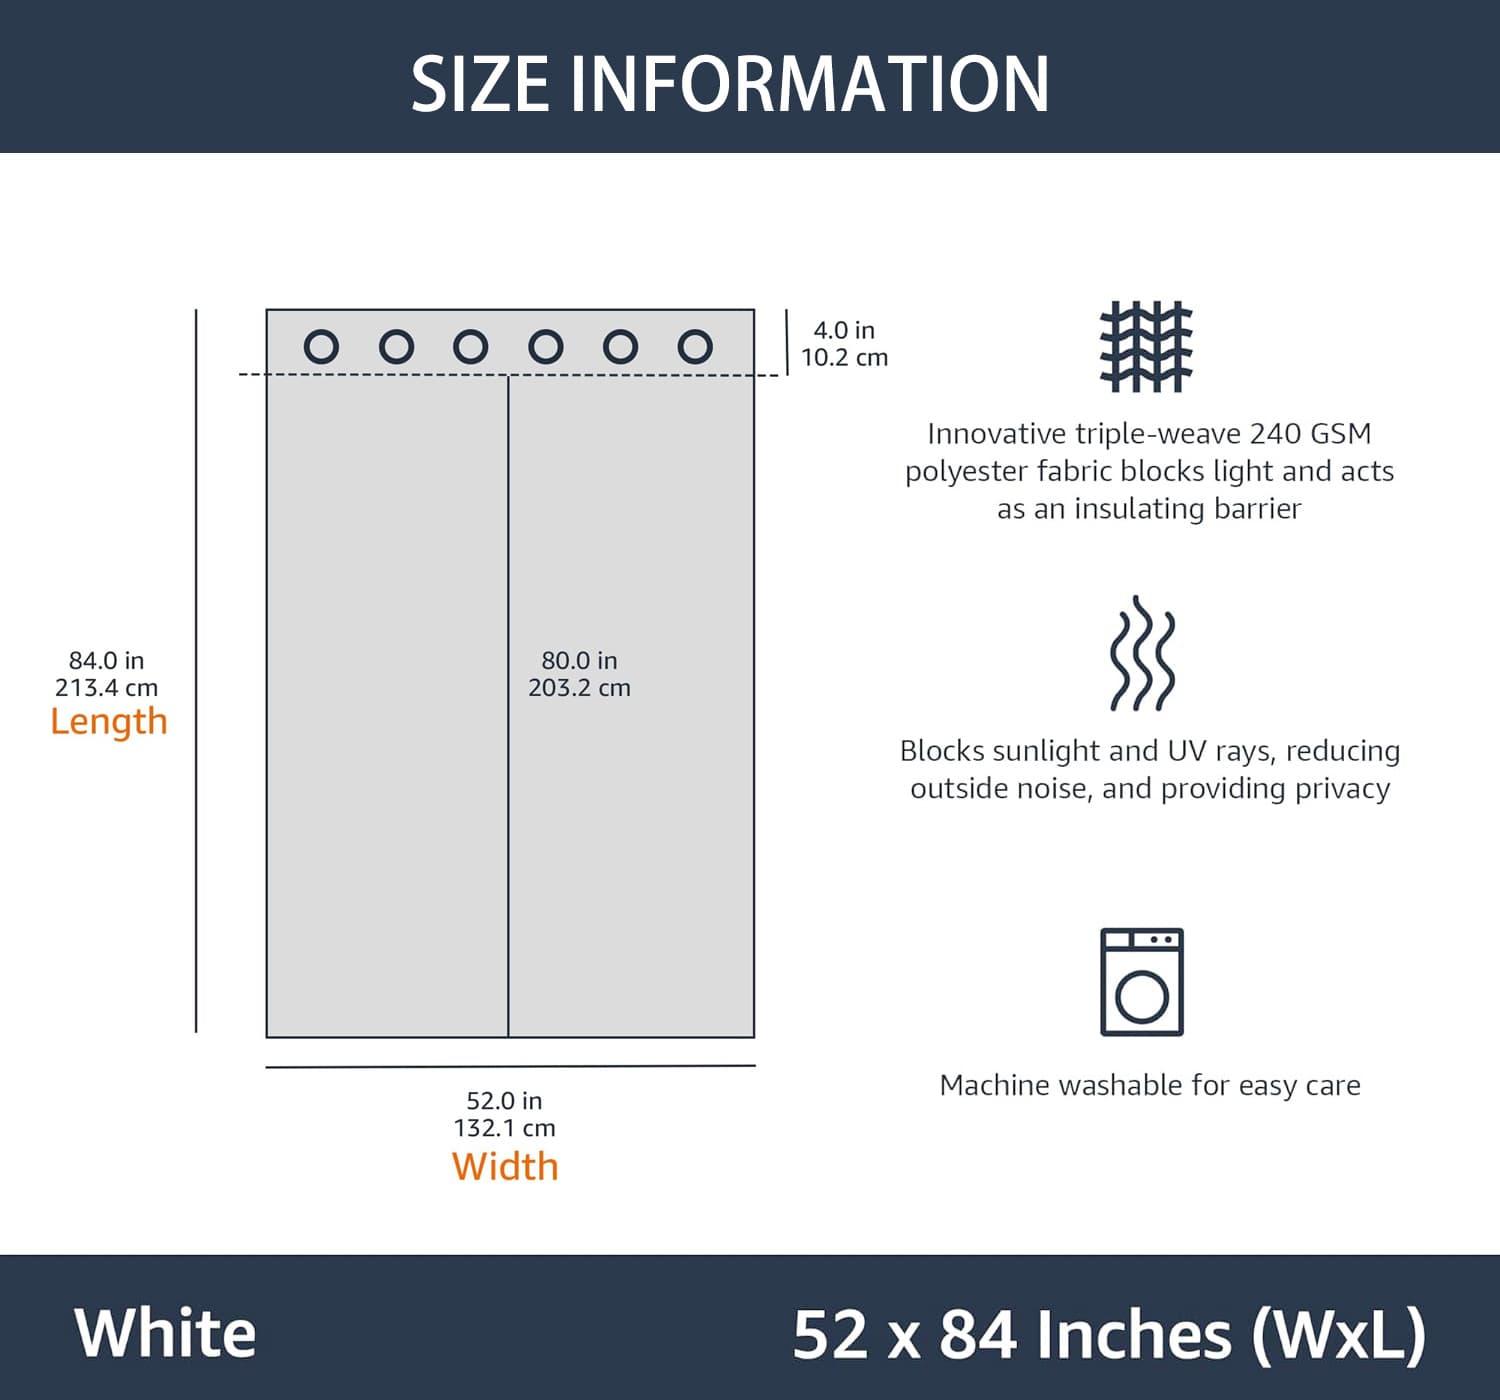 SIZE INFORMATION
4.0 in
10.2 cm
Innovative triple-weave 240 GSM
polyester fabric blocks light and acts
as an insulating barrier
84.0 in
213.4 cm
Length
80.0 in
203.2 cm
Blocks sunlight and UV rays, reducing
outside noise, and providing privacy
Machine washable for easy care
52.0 in
132.1 cm
Width
White
52 x 84 Inches (WxL)